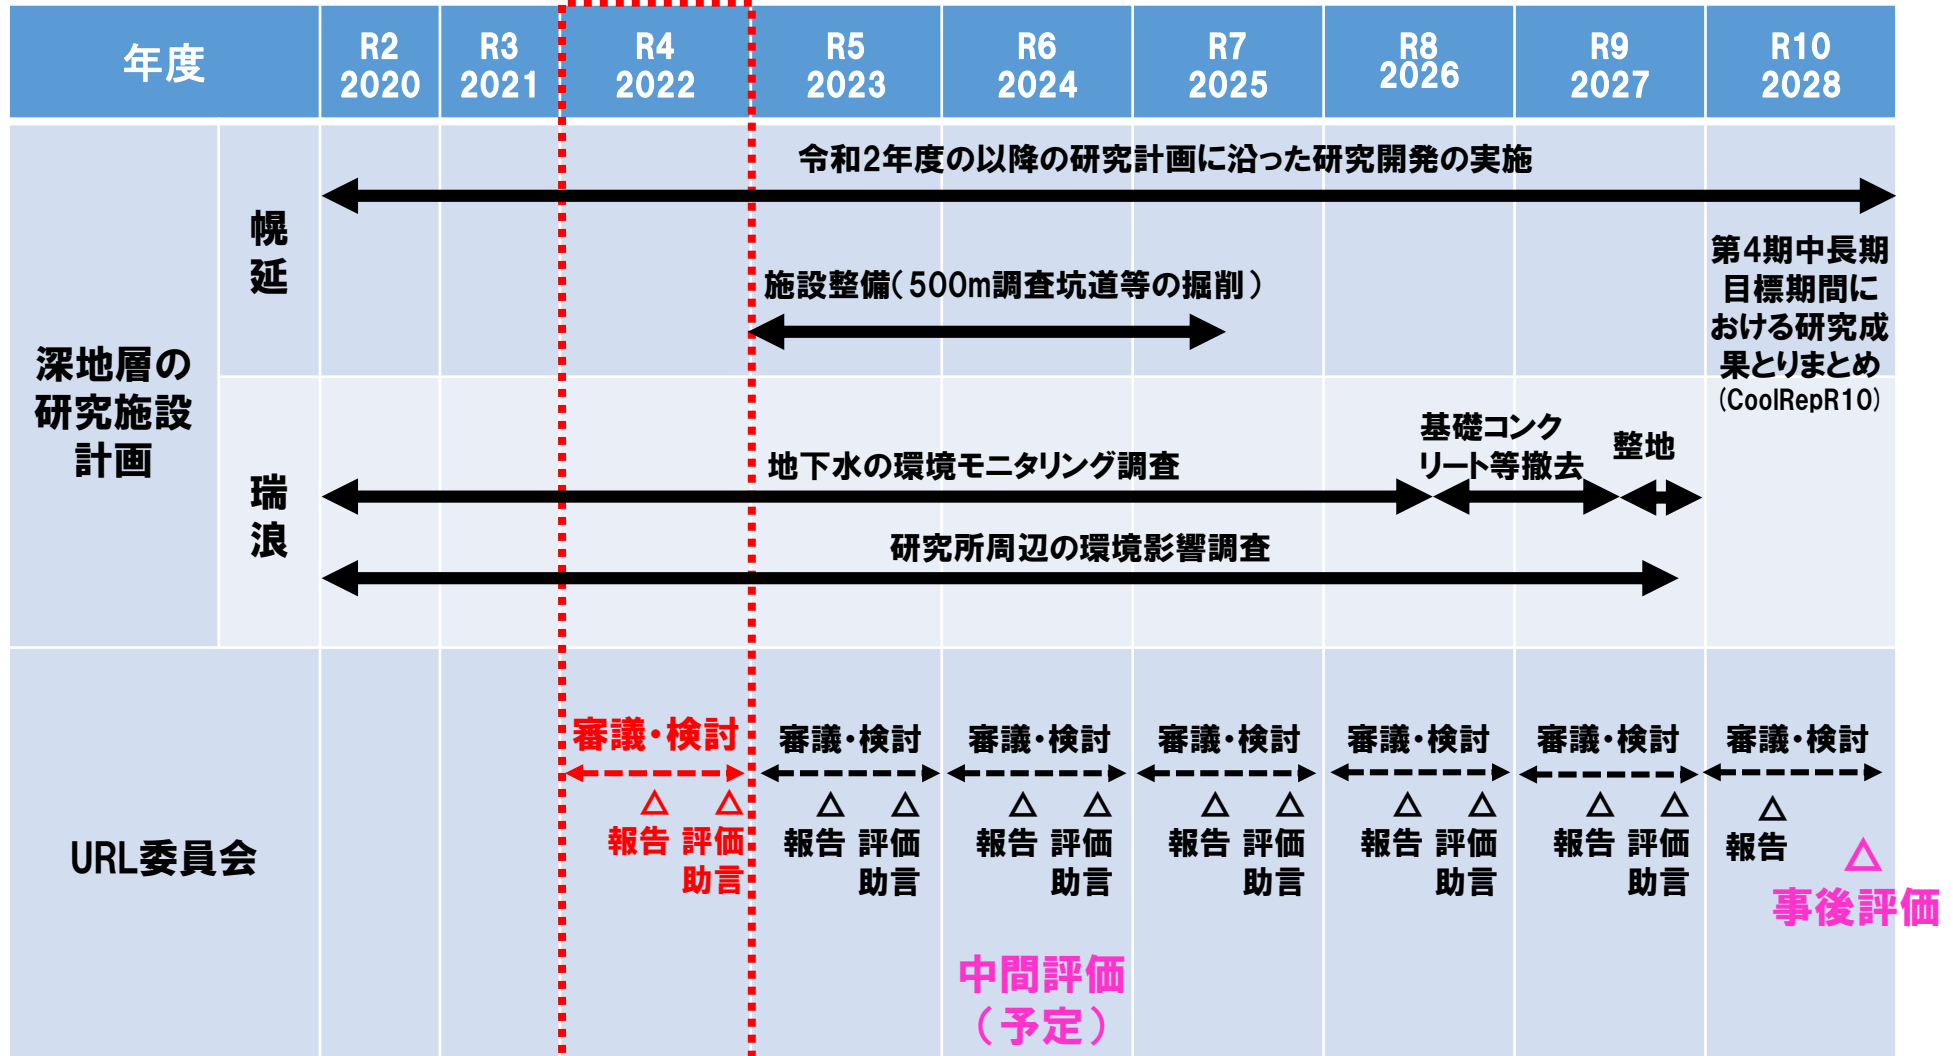 年度
R2
2020
R3
2021
R4
2022
R5
2023
R6
2024
R7
2025
R8
2026
R9
2027
R10
2028
深地層の
研究施設
計画
幌
延
令和2年度の以降の研究計画に沿った研究開発の実施
施設整備(500m調査坑道等の掘削)
第4期中長期
目標期間に
おける研究成
果とりまとめ
(CoolRepR10)
瑞
浪
地下水の環境モニタリング調査
基礎コンク
リート等撤去
整地
研究所周辺の環境影響調査
URL委員会
審議・検討
△ △
報告 評価
助言
審議・検討
△ △
報告 評価
助言
審議・検討
△ △
報告 評価
助言
中間評価
(予定)
審議・検討
△ △
報告 評価
助言
審議・検討
△ △
報告 評価
助言
審議・検討
△ △
報告 評価
助言
審議・検討
△
報告
△
事後評価